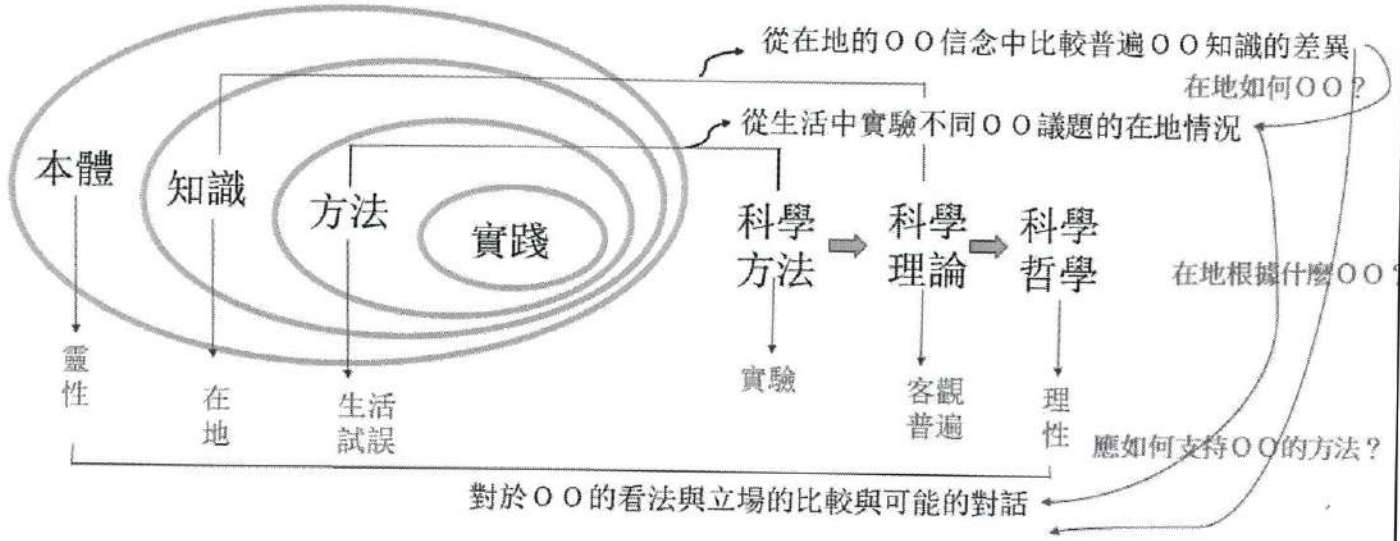 從在地的ＯＯ信念中比較普遍ＯＯ知識的差異
在地如何ＯＯ？
從生活中實驗不同ＯＯ議題的在地情況
本體
知識
方法
實踐
科學
方法
科學
理論
科學
哲學
在地根據什麼ＯＯ？
靈
性
在
地
生活
試誤
實驗
客觀
普遍
理
性
應如何支持ＯＯ的方法？
對於ＯＯ的看法與立場的比較與可能的對話